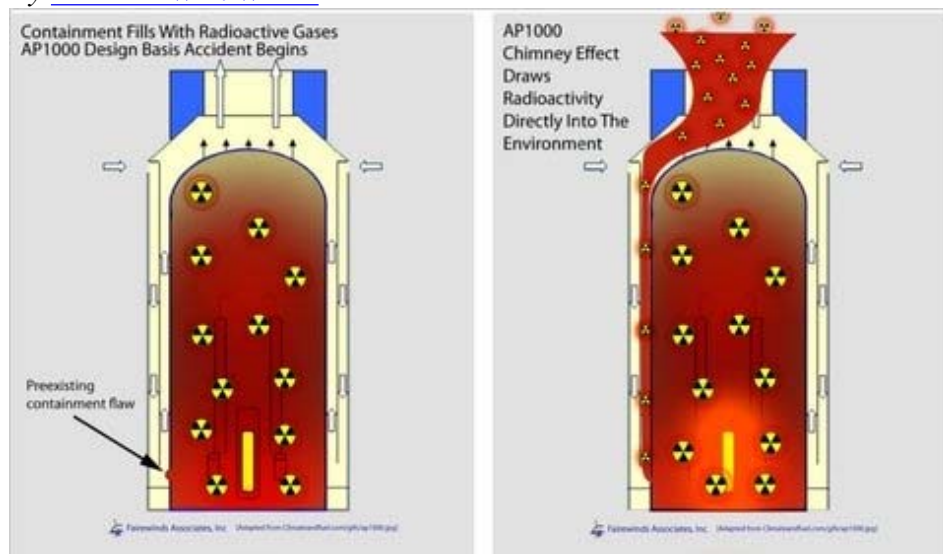 Containment Fills With Radioactive Gases
AP1000 Design Basis Accident Begins
Preexisting
containment flaw
Fairewinds Associates, Inc
AP1000
Chimney Effect
Draws
Radioactivity
Directly Into The
Environment
Fairewinds Associates, Inc